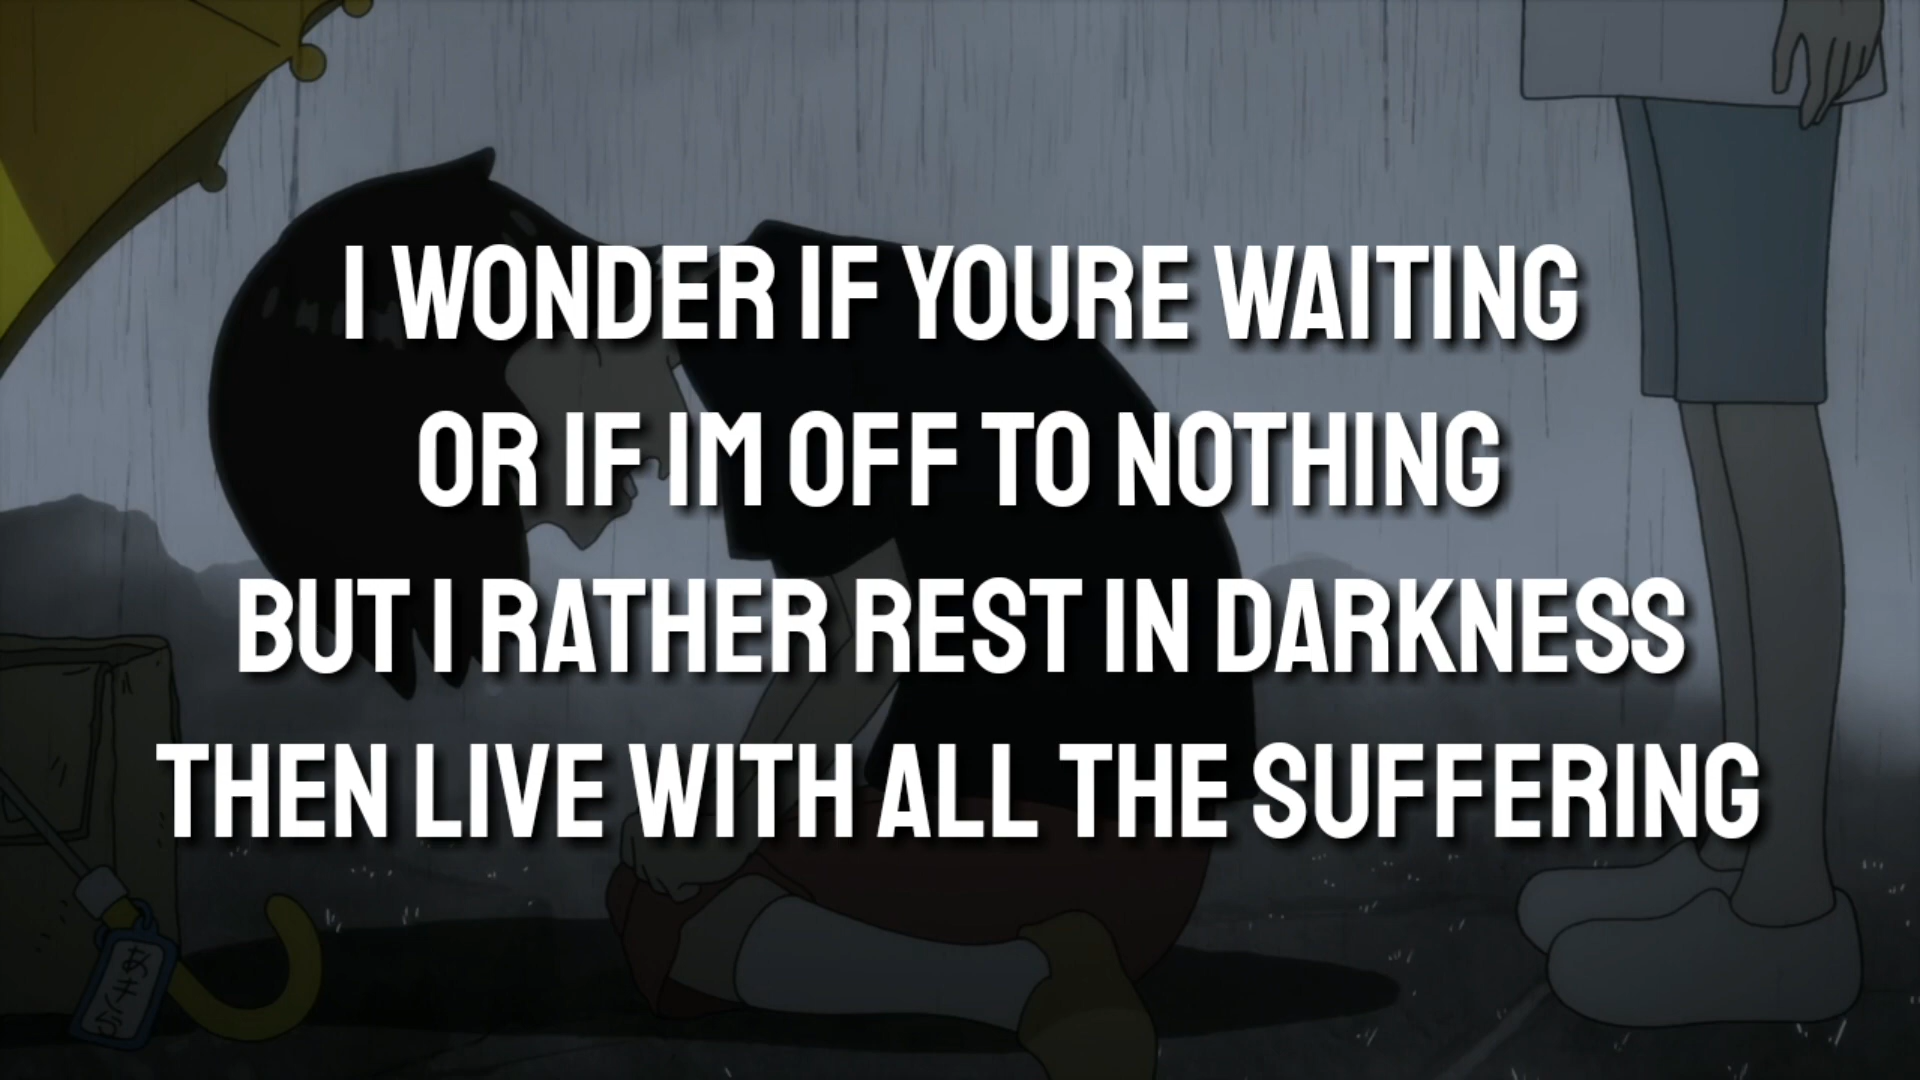 I WONDER IF YOURE WAITING
OR IF IM OFF TO NOTHING
BUT I RATHER REST IN DARKNESS
THEN LIVE WITH ALL THE SUFFERING